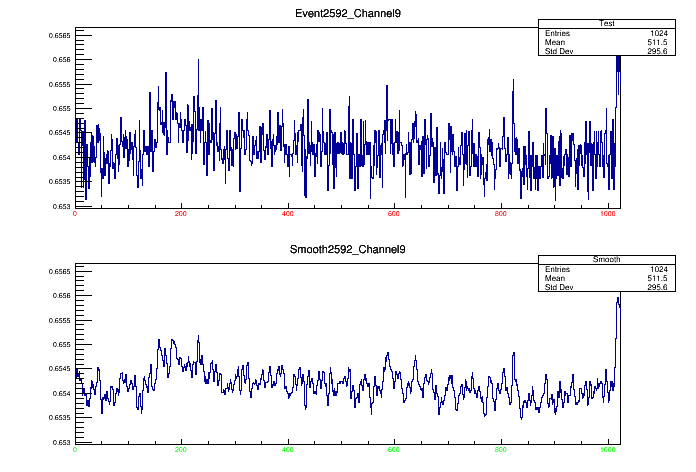 Event2592_Channel9
Test
Entries 1024
Mean 511.5
Std Dev 295.6
0.6565
0.656
0.6555
0.655
0.6545
0.654
0.6535
0.653
0 200 400 600 800 1000
Smooth2592_Channel9
Smooth
Entries 1024
Mean 511.5
Std Dev 295.6
0.6565
0.656
0.6555
0.655
0.6545
0.654
0.6535
0.653
0 200 400 600 800 1000